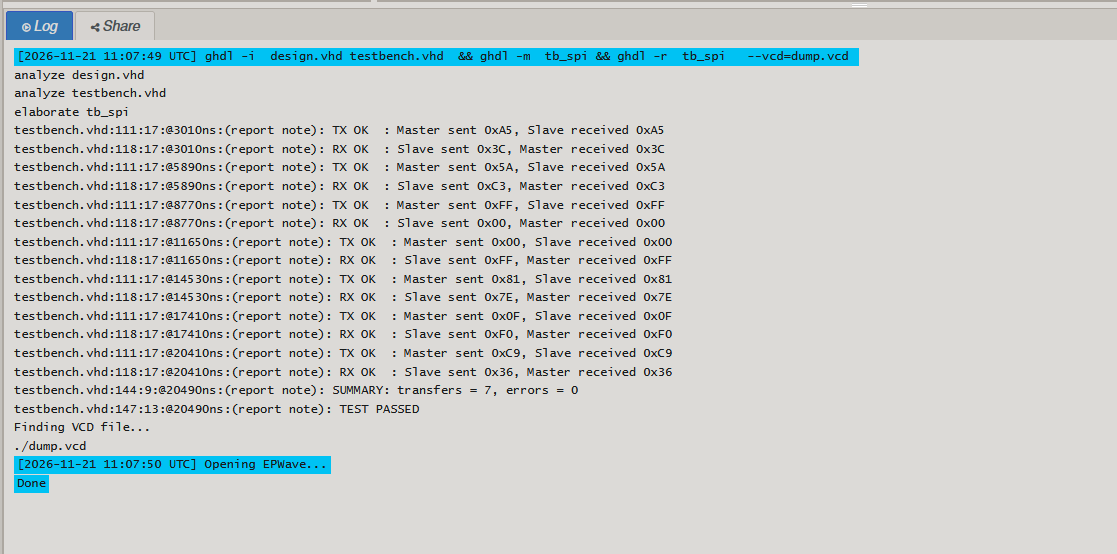 Log Share
[2026-11-21 11:07:49 UTC] ghdl -i  design.vhd testbench.vhd  && ghdl -m  tb_spi && ghdl -r  tb_spi   --vcd=dump.vcd
analyze design.vhd
analyze testbench.vhd
elaborate tb_spi
testbench.vhd:111:17:@3010ns:(report note): TX OK  : Master sent 0xA5, Slave received 0xA5
testbench.vhd:118:17:@3010ns:(report note): RX OK  : Slave sent 0x3C, Master received 0x3C
testbench.vhd:111:17:@5890ns:(report note): TX OK  : Master sent 0x5A, Slave received 0x5A
testbench.vhd:118:17:@5890ns:(report note): RX OK  : Slave sent 0xC3, Master received 0xC3
testbench.vhd:111:17:@8770ns:(report note): TX OK  : Master sent 0xFF, Slave received 0xFF
testbench.vhd:118:17:@8770ns:(report note): RX OK  : Slave sent 0x00, Master received 0x00
testbench.vhd:111:17:@11650ns:(report note): TX OK  : Master sent 0x00, Slave received 0x00
testbench.vhd:118:17:@11650ns:(report note): RX OK  : Slave sent 0xFF, Master received 0xFF
testbench.vhd:111:17:@14530ns:(report note): TX OK  : Master sent 0x81, Slave received 0x81
testbench.vhd:118:17:@14530ns:(report note): RX OK  : Slave sent 0x7E, Master received 0x7E
testbench.vhd:111:17:@17410ns:(report note): TX OK  : Master sent 0x0F, Slave received 0x0F
testbench.vhd:118:17:@17410ns:(report note): RX OK  : Slave sent 0xF0, Master received 0xF0
testbench.vhd:111:17:@20410ns:(report note): TX OK  : Master sent 0xC9, Slave received 0xC9
testbench.vhd:118:17:@20410ns:(report note): RX OK  : Slave sent 0x36, Master received 0x36
testbench.vhd:144:9:@20490ns:(report note): SUMMARY: transfers = 7, errors = 0
testbench.vhd:147:13:@20490ns:(report note): TEST PASSED
Finding VCD file...
./dump.vcd
[2026-11-21 11:07:50 UTC] Opening EPWave...
Done